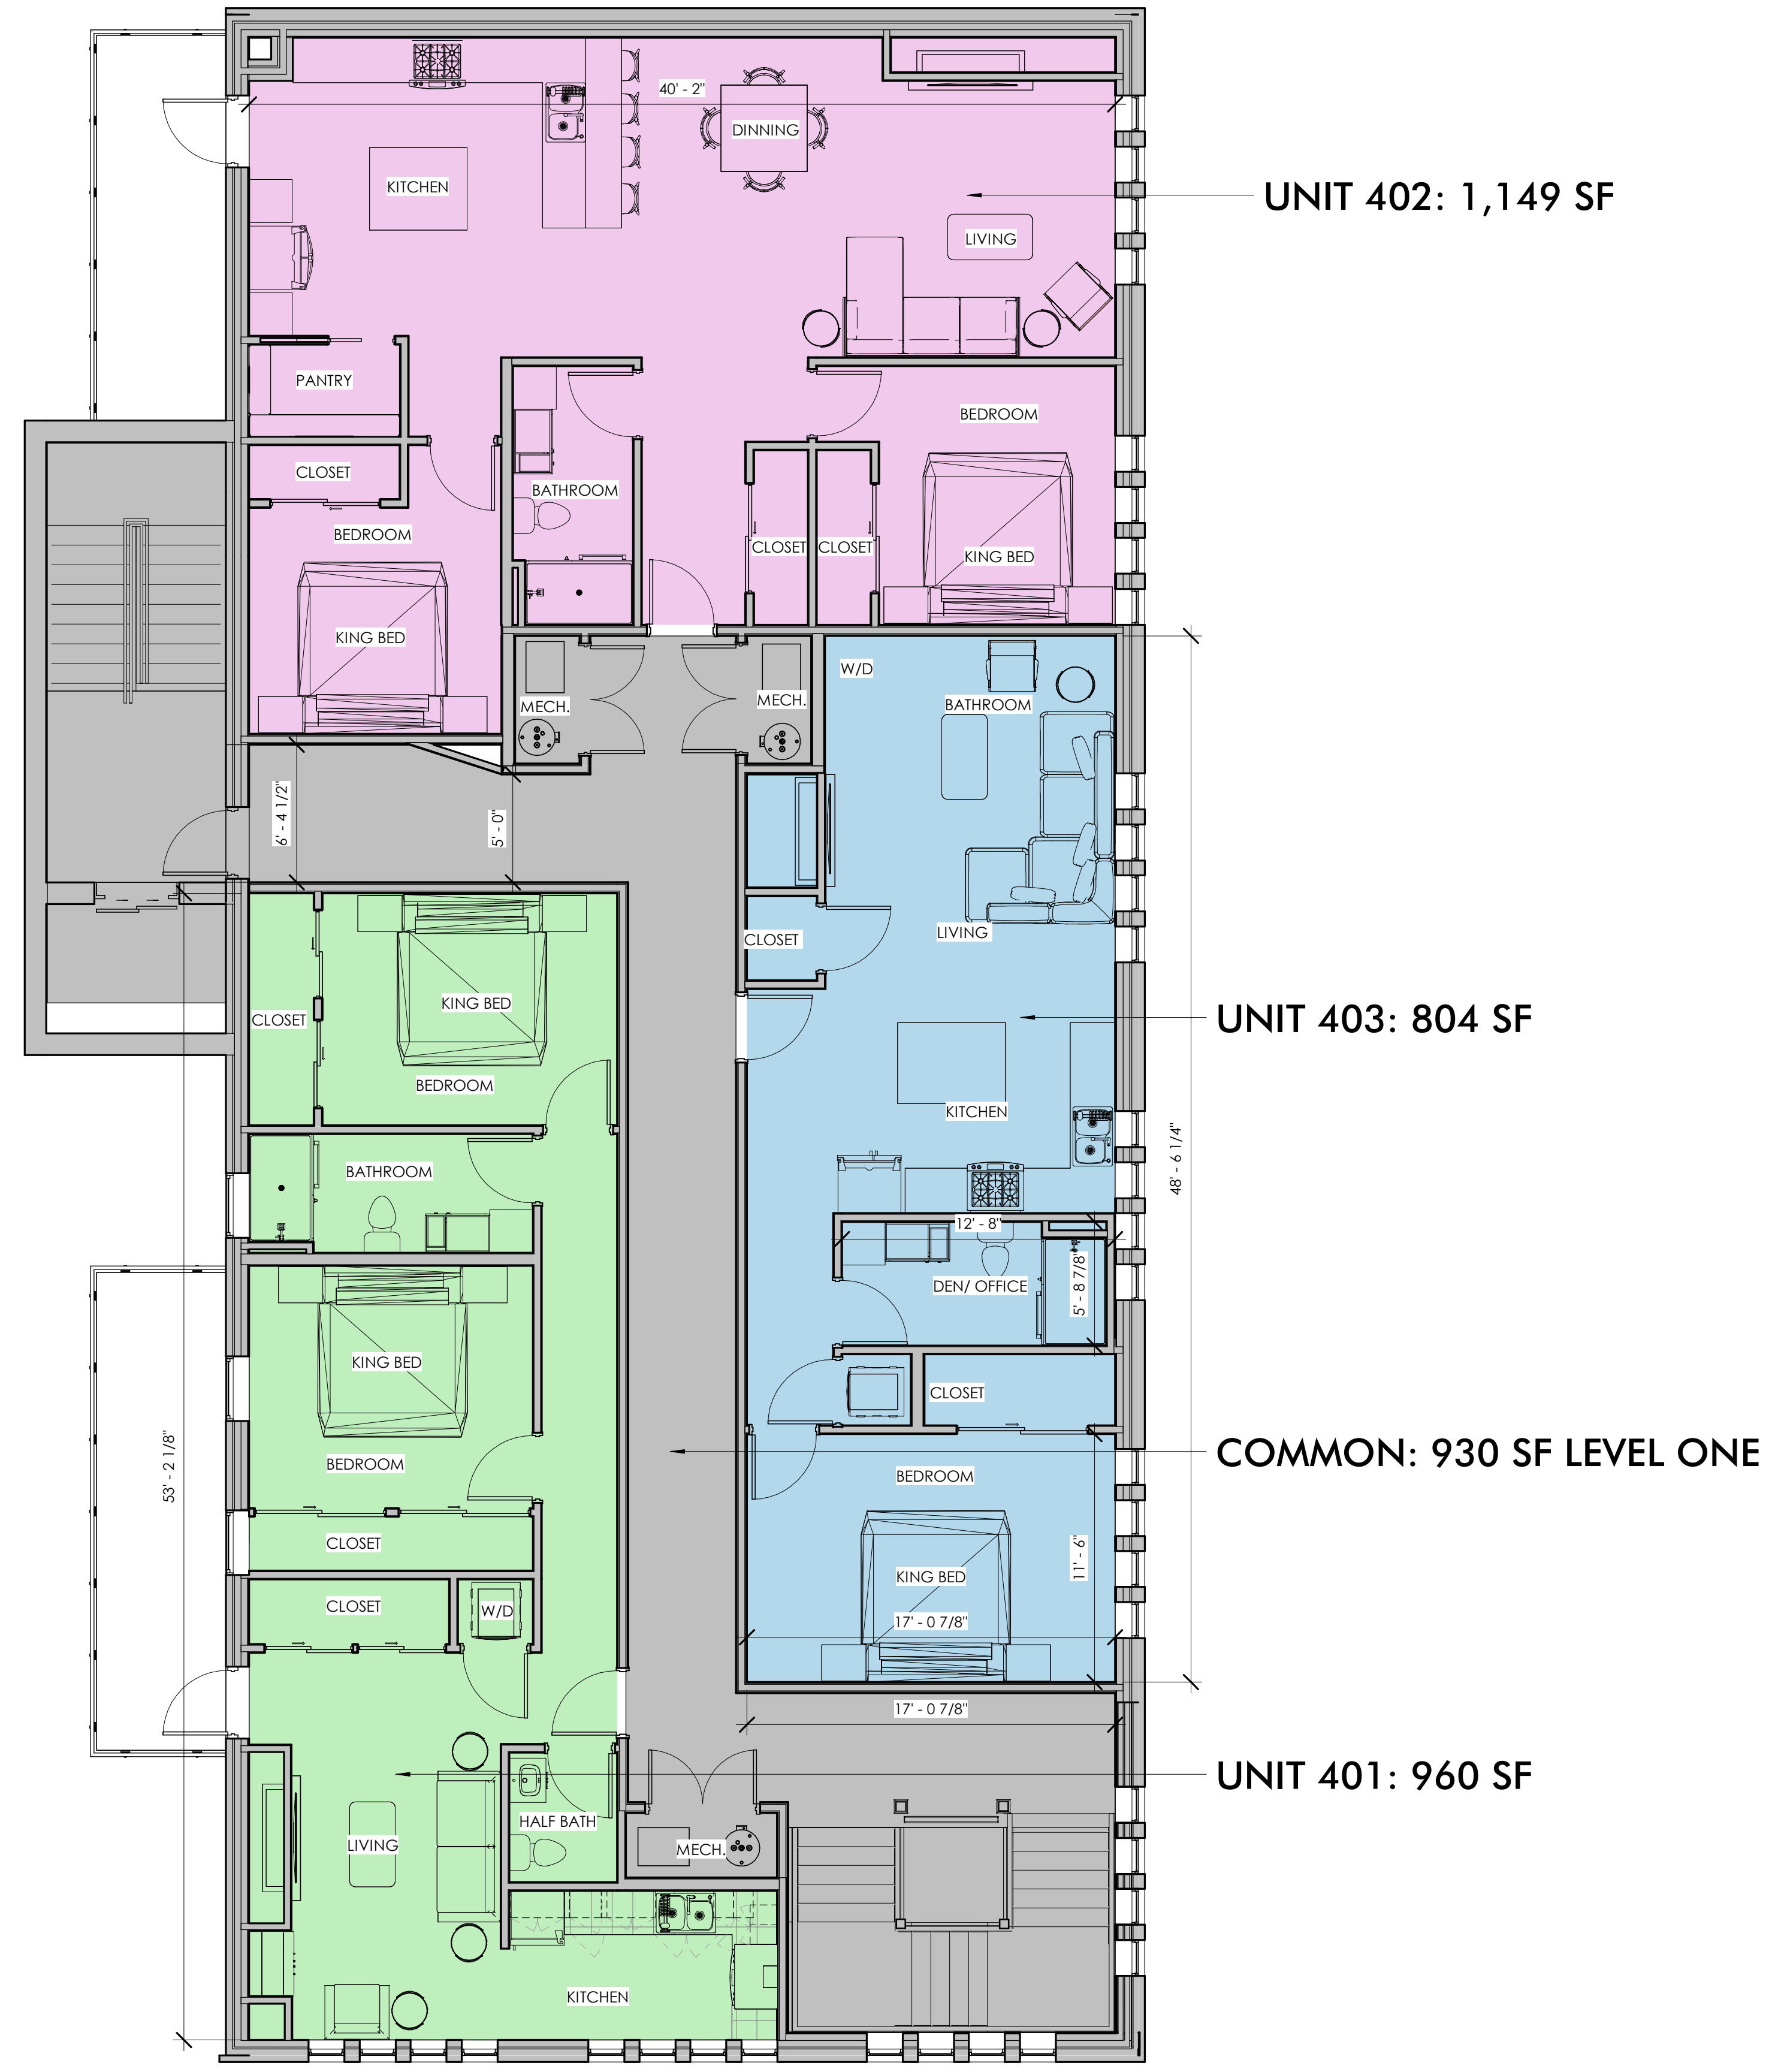 40' - 2"
DINNING
KITCHEN
UNIT 402: 1,149 SF
LIVING
PANTRY
BEDROOM
CLOSET
BATHROOM
BEDROOM
CLOSET
CLOSET
KING BED
KING BED
W/D
MECH.
MECH.
BATHROOM
6' - 4 1/2"
5' - 0"
LIVING
CLOSET
KING BED
CLOSET
UNIT 403: 804 SF
BEDROOM
KITCHEN
48' - 6 1/4"
BATHROOM
12' - 8"
DEN/ OFFICE
5' - 8 7/8"
KING BED
CLOSET
53' - 2 1/8"
COMMON: 930 SF LEVEL ONE
BEDROOM
BEDROOM
CLOSET
11' - 6"
KING BED
CLOSET
W/D
17' - 0 7/8"
17' - 0 7/8"
UNIT 401: 960 SF
HALF BATH
LIVING
MECH.
KITCHEN